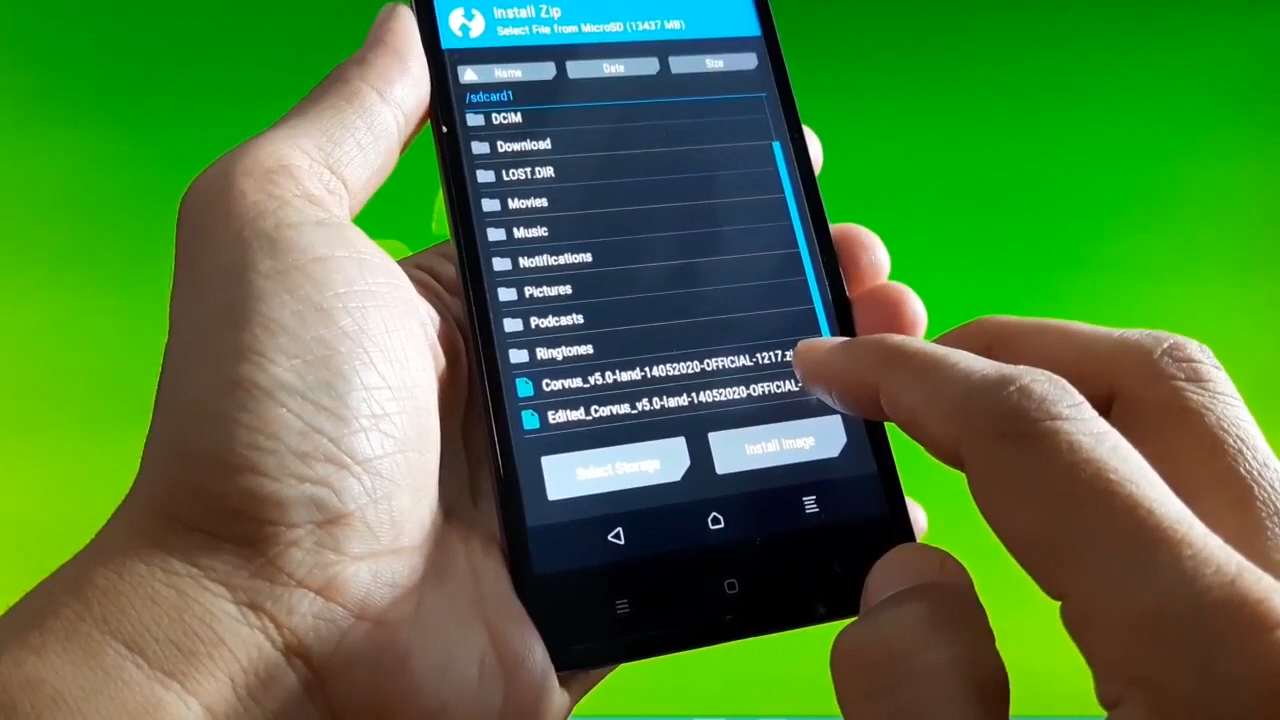 Install Zip
Select File from MicroSD (13437 MB)
Name Date Size
/sdcard1
DCIM
Download
LOST.DIR
Movies
Music
Notifications
Pictures
Podcasts
Ringtones
Corvus_v5.0-land-14052020-OFFICIAL-1217.z
Edited_Corvus_v5.0-land-14052020-OFFICIAL-
Select Storage Install Image